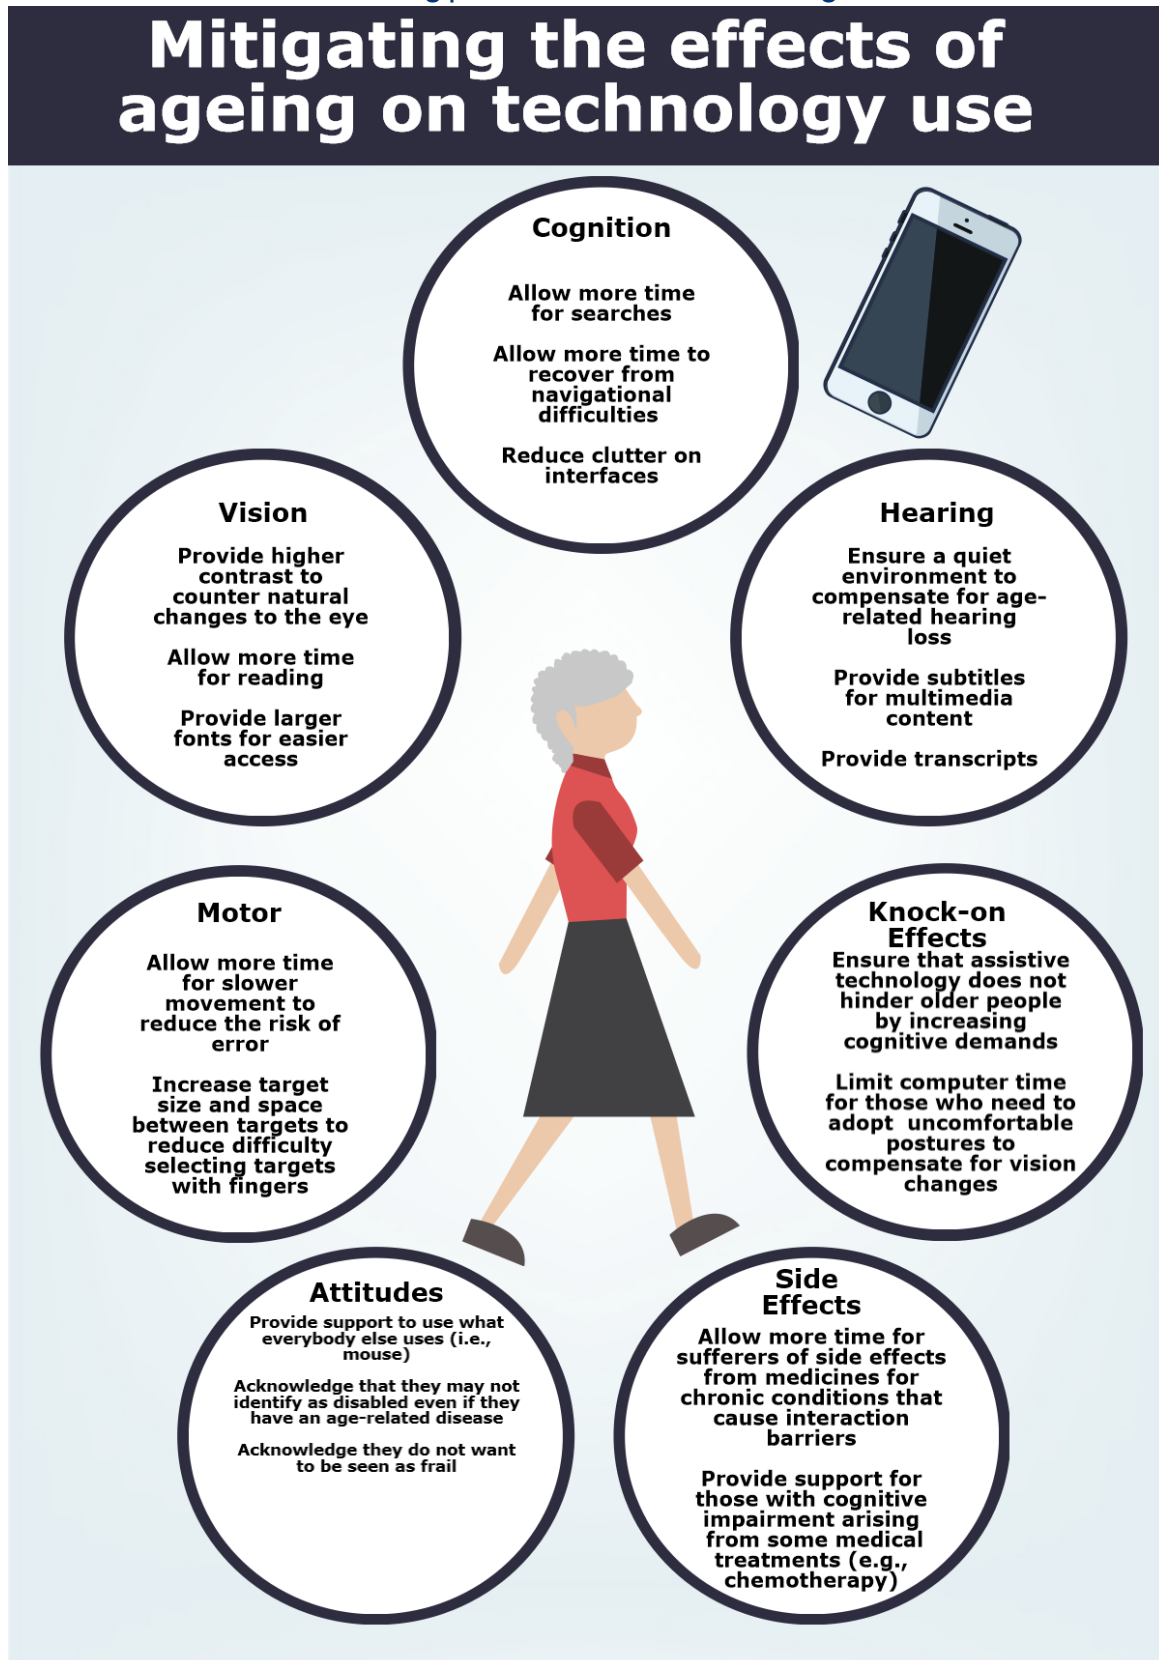 Mitigating the effects of
ageing on technology use
Cognition
Allow more time
for searches
Allow more time to
recover from
navigational
difficulties
Reduce clutter on
interfaces
Vision
Provide higher
contrast to
counter natural
changes to the eye
Allow more time
for reading
Provide larger
fonts for easier
access
Hearing
Ensure a quiet
environment to
compensate for age-
related hearing
loss
Provide subtitles
for multimedia
content
Provide transcripts
Motor
Allow more time
for slower
movement to
reduce the risk of
error
Increase target
size and space
between targets to
reduce difficulty
selecting targets
with fingers
Knock-on
Effects
Ensure that assistive
technology does not
hinder older people
by increasing
cognitive demands
Limit computer time
for those who need to
adopt uncomfortable
postures to
compensate for vision
changes
Attitudes
Provide support to use what
everybody else uses (i.e.,
mouse)
Acknowledge that they may not
identify as disabled even if they
have an age-related disease
Acknowledge they do not want
to be seen as frail
Side
Effects
Allow more time for
sufferers of side effects
from medicines for
chronic conditions that
cause interaction
barriers
Provide support for
those with cognitive
impairment arising
from some medical
treatments (e.g.,
chemotherapy)